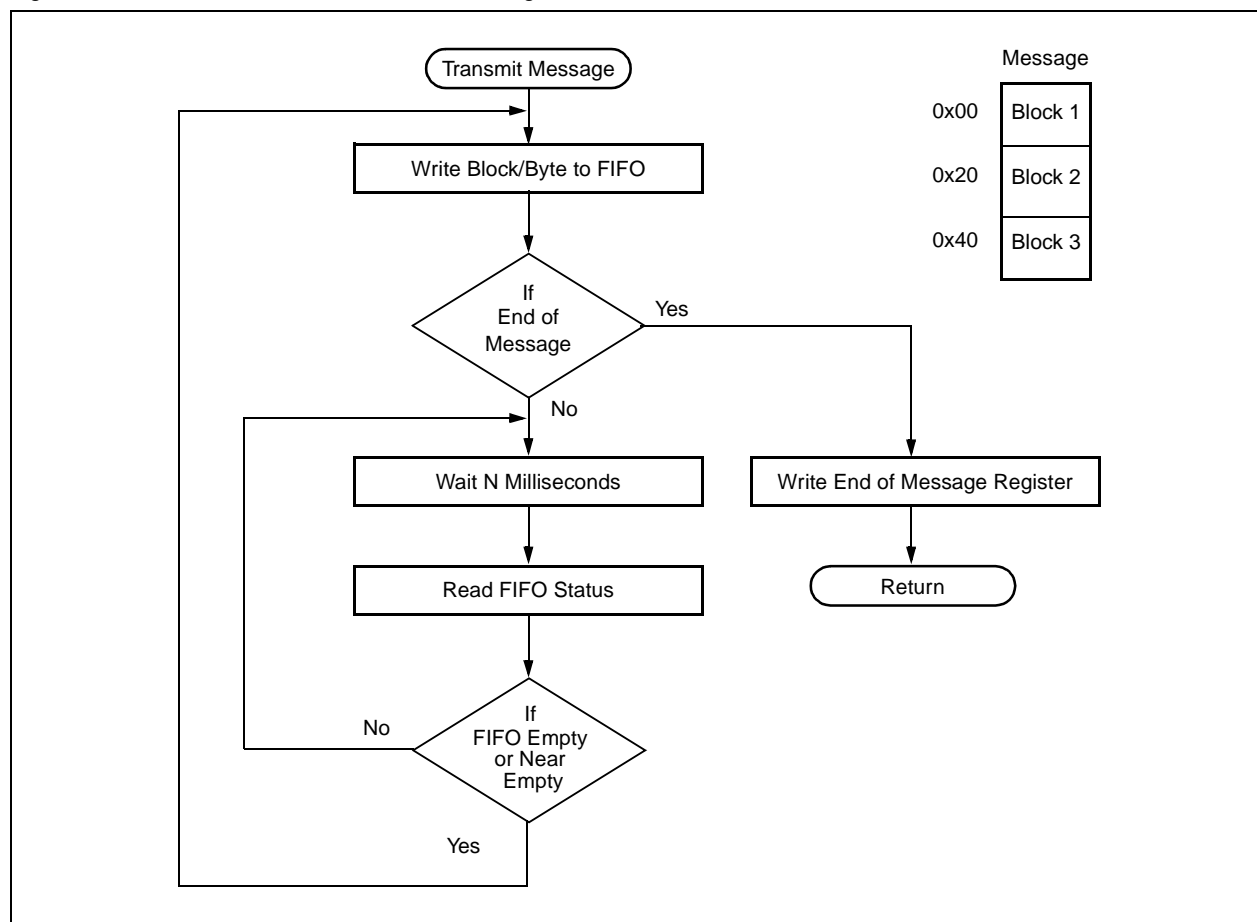 Transmit Message
Write Block/Byte to FIFO
If
End of
Message
Yes
No
Wait N Milliseconds
Write End of Message Register
Read FIFO Status
Return
If
FIFO Empty
or Near
Empty
No
Yes
Message
0x00 Block 1
0x20 Block 2
0x40 Block 3